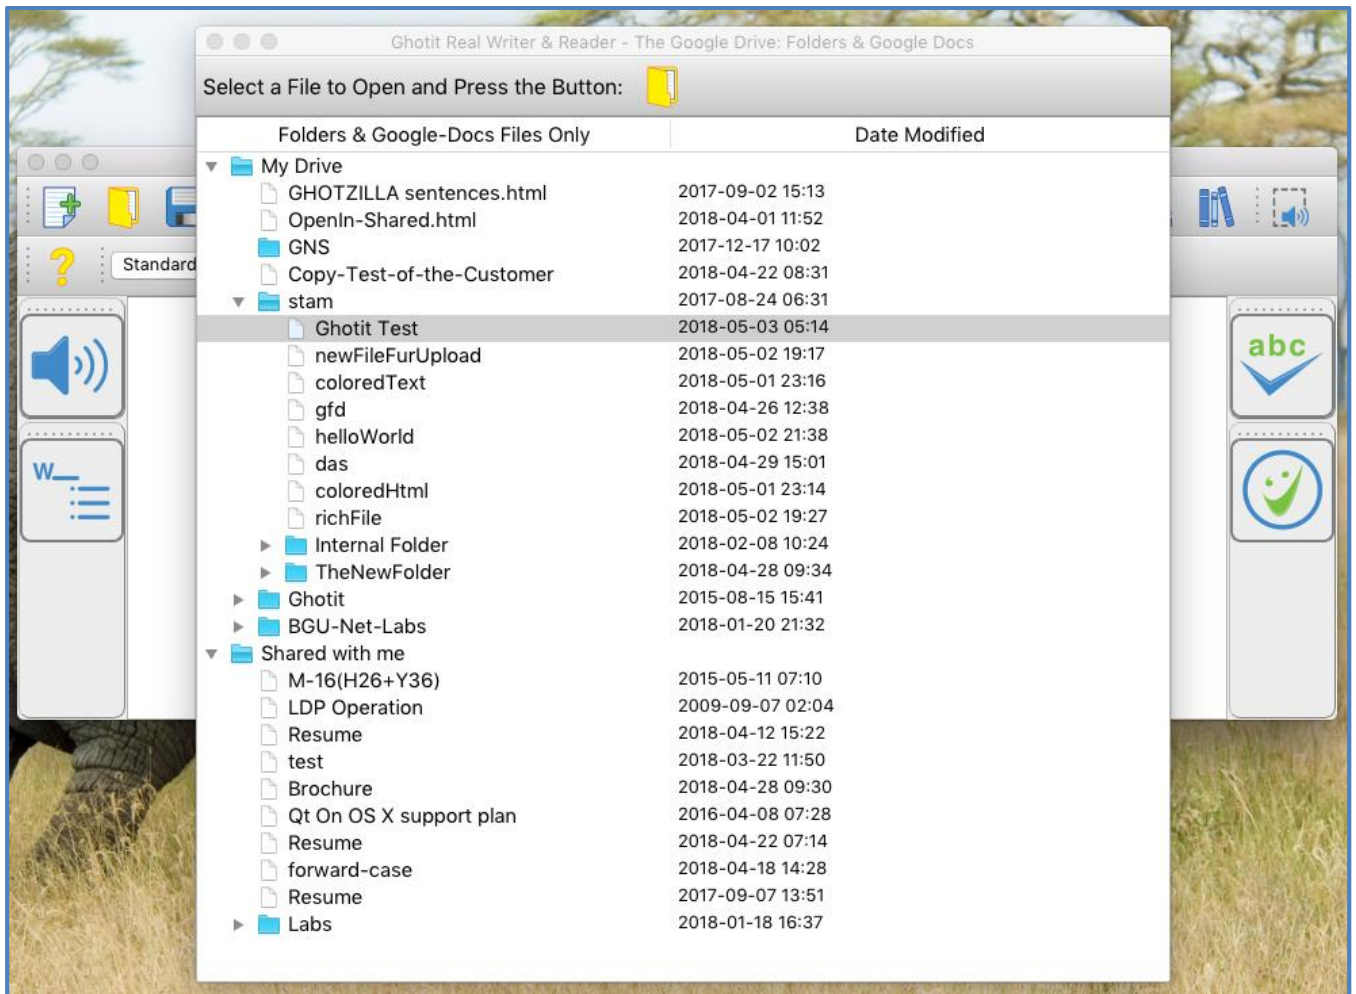 Ghotit Real Writer & Reader - The Google Drive: Folders & Google Docs
Select a File to Open and Press the Button:
Folders & Google-Docs Files Only Date Modified
My Drive
GHOTZILLA sentences.html 2017-09-02 15:13
OpenIn-Shared.html 2018-04-01 11:52
GNS 2017-12-17 10:02
Copy-Test-of-the-Customer 2018-04-22 08:31
stam 2017-08-24 06:31
Ghotit Test 2018-05-03 05:14
newFileFurUpload 2018-05-02 19:17
coloredText 2018-05-01 23:16
gfd 2018-04-26 12:38
helloWorld 2018-05-02 21:38
das 2018-04-29 15:01
coloredHtml 2018-05-01 23:14
richFile 2018-05-02 19:27
Internal Folder 2018-02-08 10:24
TheNewFolder 2018-04-28 09:34
Ghotit 2015-08-15 15:41
BGU-Net-Labs 2018-01-20 21:32
Shared with me
M-16(H26+Y36) 2015-05-11 07:10
LDP Operation 2009-09-07 02:04
Resume 2018-04-12 15:22
test 2018-03-22 11:50
Brochure 2018-04-28 09:30
Qt On OS X support plan 2016-04-08 07:28
Resume 2018-04-22 07:14
forward-case 2018-04-18 14:28
Resume 2017-09-07 13:51
Labs 2018-01-18 16:37
Standard
W
abc